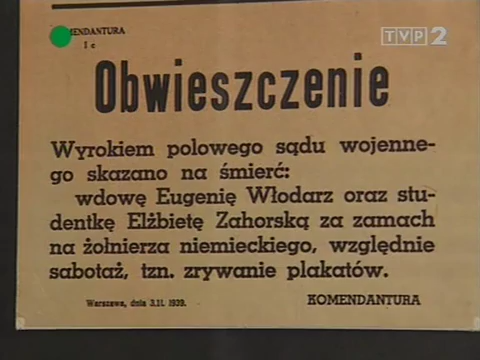 KOMENDANTURA
I c
TVP2
Obwieszczenie
Wyrokiem polowego sądu wojenne-
go skazano na śmierć:
wdowę Eugenię Włodarz oraz stu-
dentkę Elżbietę Zahorską za zamach
na żołnierza niemieckiego, względnie
sabotaż, tzn. zrywanie plakatów.
Warszawa, dnia 3.11. 1939.
KOMENDANTURA